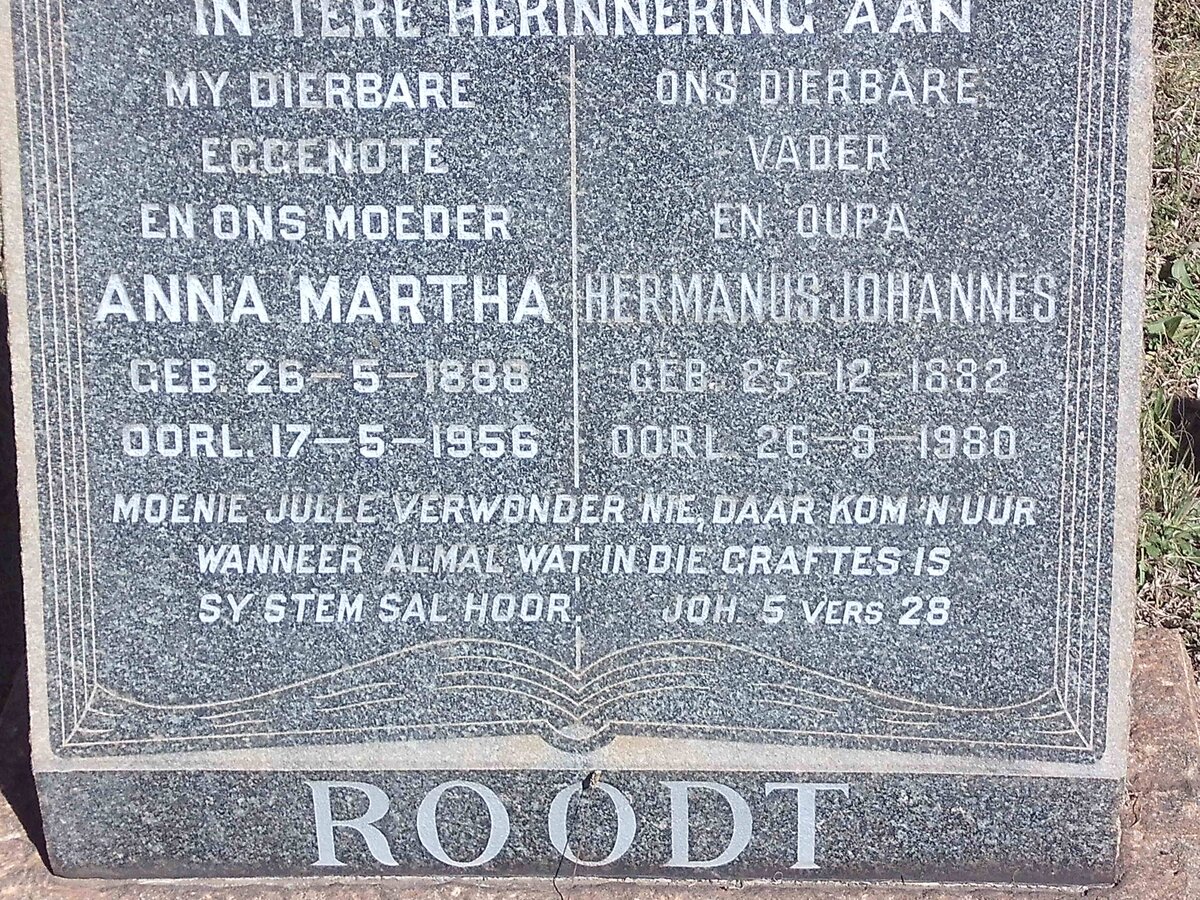 IN TERE HERINNERING AAN
MY DIERBARE
EGGENOTE
EN ONS MOEDER
ANNA MARTHA
GEB. 26-5-1888
OORL. 17-5-1956
ONS DIERBARE
VADER
EN OUPA
HERMANUS JOHANNES
GEB. 25-12-1882
OORL. 26-9-1980
MOENIE JULLE VERWONDER NIE, DAAR KOM 'N UUR
WANNEER ALMAL WAT IN DIE GRAFTES IS
SY STEM SAL HOOR. JOH. 5 VERS 28
ROODT